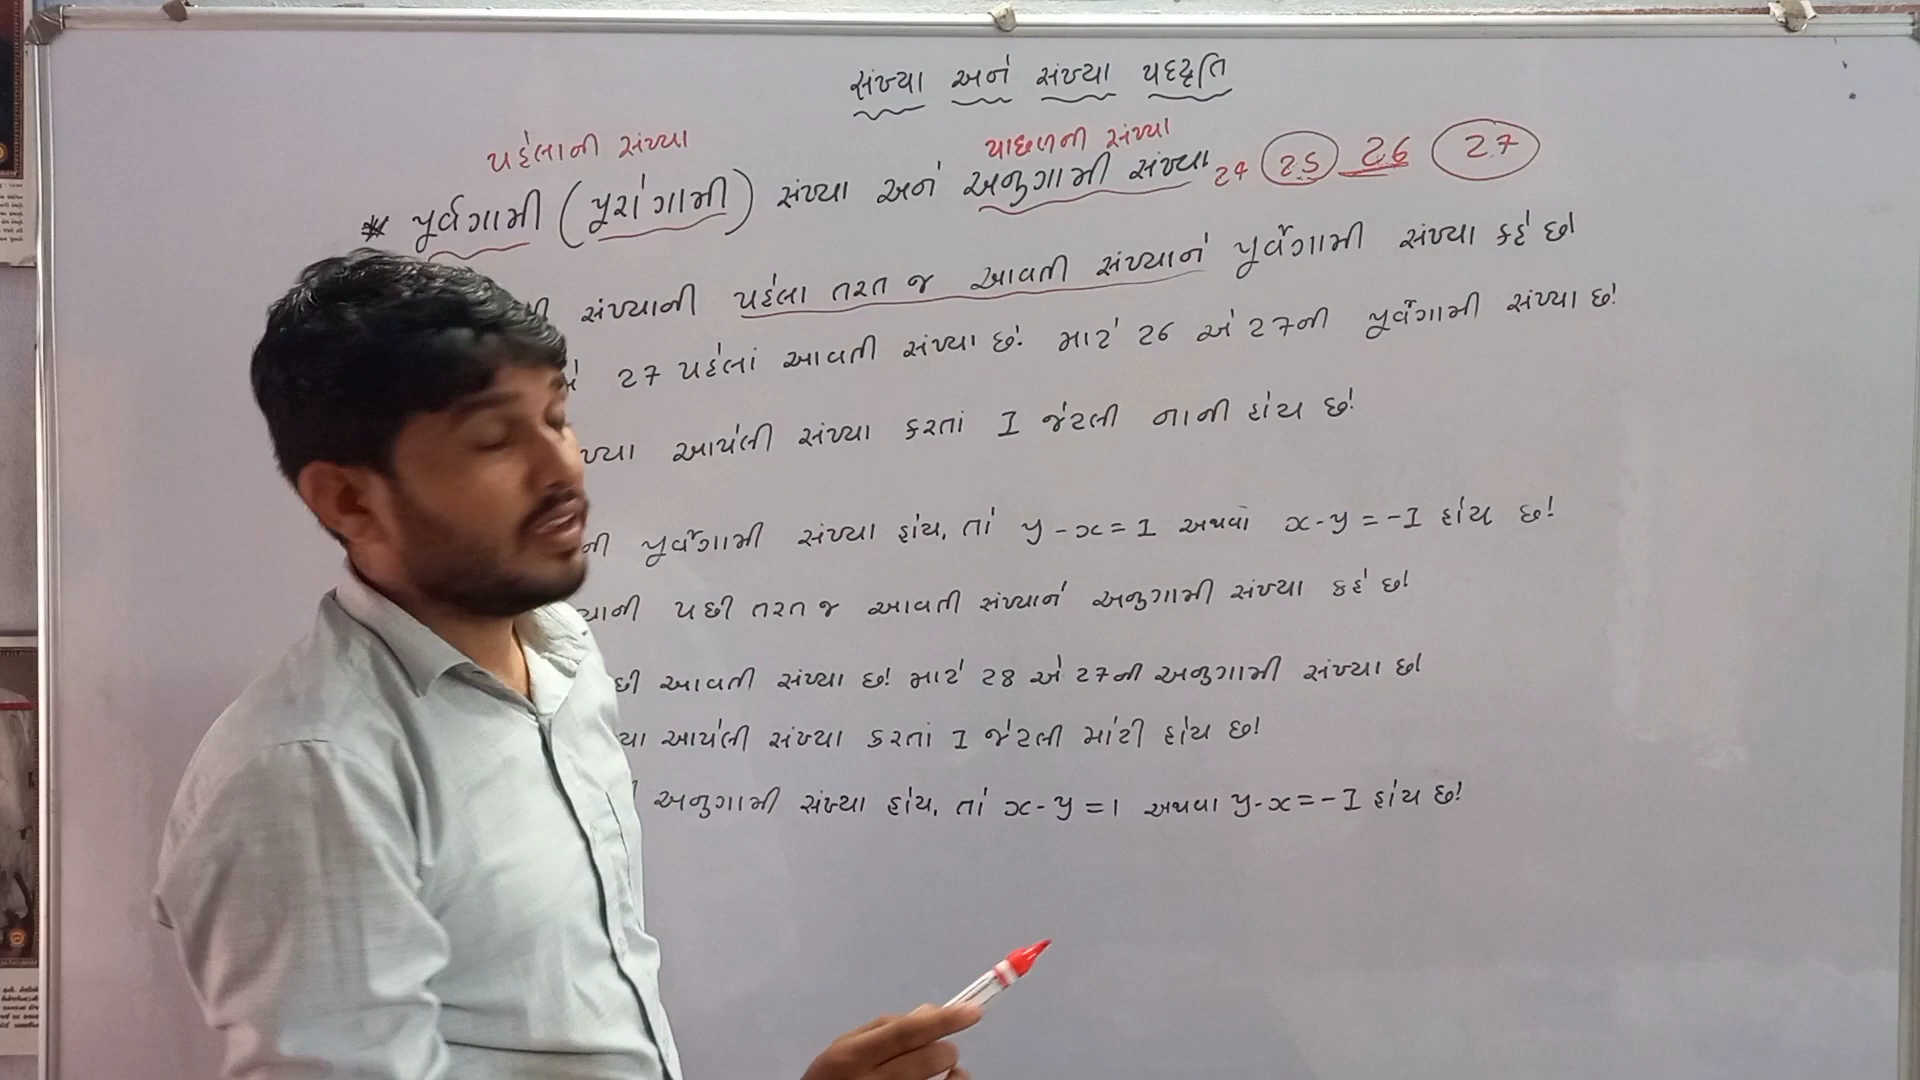 સંખ્યા અને સંખ્યા પદ્ધતિ
પહેલાની સંખ્યા પાછળની સંખ્યા
* પૂર્વગામી (પૂરોગામી) સંખ્યા અને અનુગામી સંખ્યા 24 25 26 27
સંખ્યાની પહેલા તરત જ આવતી સંખ્યાને પૂર્વગામી સંખ્યા કહે છે
27 પહેલાં આવતી સંખ્યા છે. માટે 26 એ 27ની પૂર્વગામી સંખ્યા છે.
ખ્યા આપેલી સંખ્યા કરતાં 1 જેટલી નાની હોય છે.
ની પૂર્વગામી સંખ્યા હોય, તો y - x = 1 અથવા x - y = -1 હોય છે.
યાની પછી તરત જ આવતી સંખ્યાને અનુગામી સંખ્યા કહે છે
છી આવતી સંખ્યા છે. માટે 28 એ 27ની અનુગામી સંખ્યા છે
યા આપેલી સંખ્યા કરતાં 1 જેટલી મોટી હોય છે.
અનુગામી સંખ્યા હોય, તો x - y = 1 અથવા y - x = -1 હોય છે.